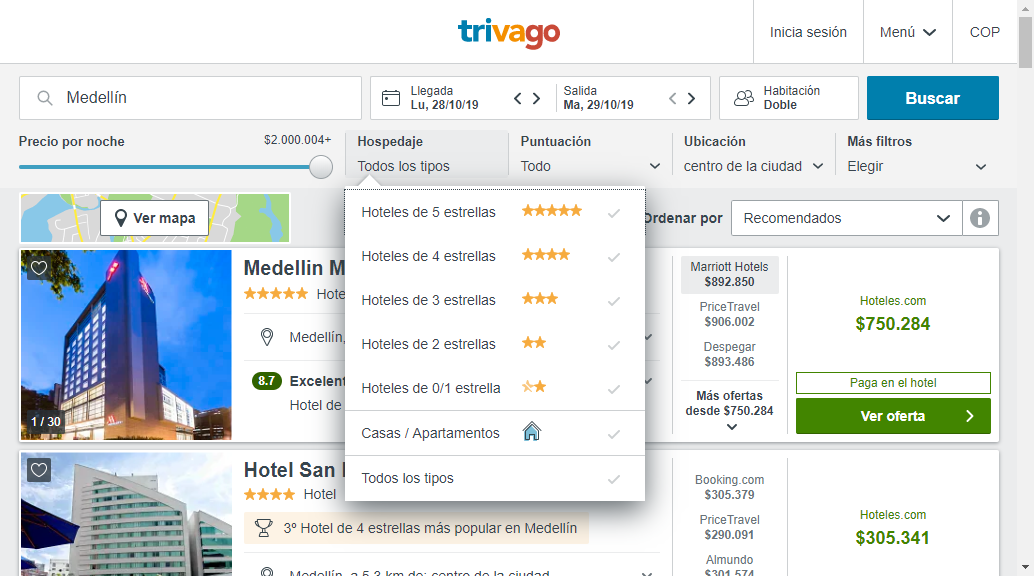 trivago
Inicia sesión
Menú
COP
Medellín
Llegada
Lu, 28/10/19
Salida
Ma, 29/10/19
Habitación
Doble
Buscar
Precio por noche
$2.000.004+
Hospedaje
Todos los tipos
Puntuación
Todo
Ubicación
centro de la ciudad
Más filtros
Elegir
Ver mapa
Ordenar por
Recomendados
Hoteles de 5 estrellas
Hoteles de 4 estrellas
Hoteles de 3 estrellas
Hoteles de 2 estrellas
Hoteles de 0/1 estrella
Casas / Apartamentos
Todos los tipos
1 / 30
Medellin M
Hote
Medellín,
8.7 Excelent
Hotel de
Marriott Hotels
$892.850
PriceTravel
$906.002
Despegar
$893.486
Más ofertas
desde $750.284
Hoteles.com
$750.284
Paga en el hotel
Ver oferta
Hotel San
Hotel
3º Hotel de 4 estrellas más popular en Medellín
Medellín, a 5.3 km de: centro de la ciudad
Booking.com
$305.379
PriceTravel
$290.091
Almundo
$301.574
Hoteles.com
$305.341